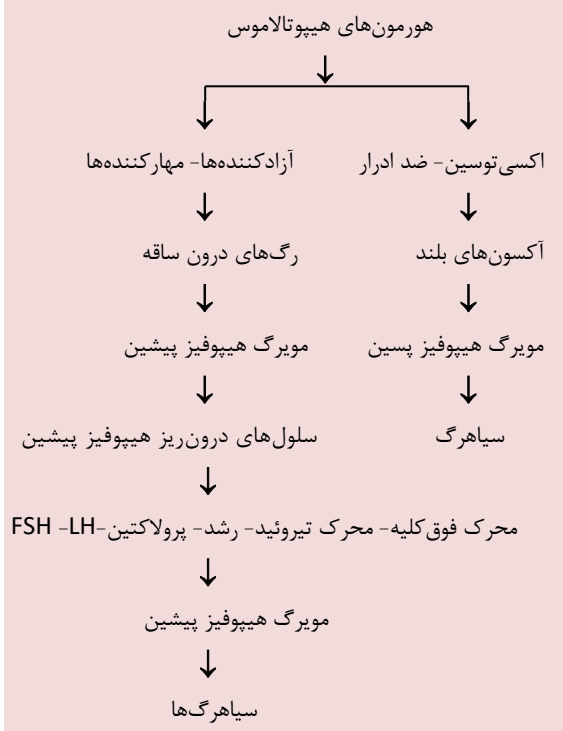 هورمون‌های هیپوتالاموس
اکسی‌توسین- ضد ادرار
آزادکننده‌ها- مهارکننده‌ها
آکسون‌های بلند
رگ‌های درون ساقه
مویرگ هیپوفیز پسین
مویرگ هیپوفیز پیشین
سیاهرگ
سلول‌های درون‌ریز هیپوفیز پیشین
محرک فوق‌کلیه- محرک تیروئید- رشد- پرولاکتین-FSH -LH
مویرگ هیپوفیز پیشین
سیاهرگ‌ها